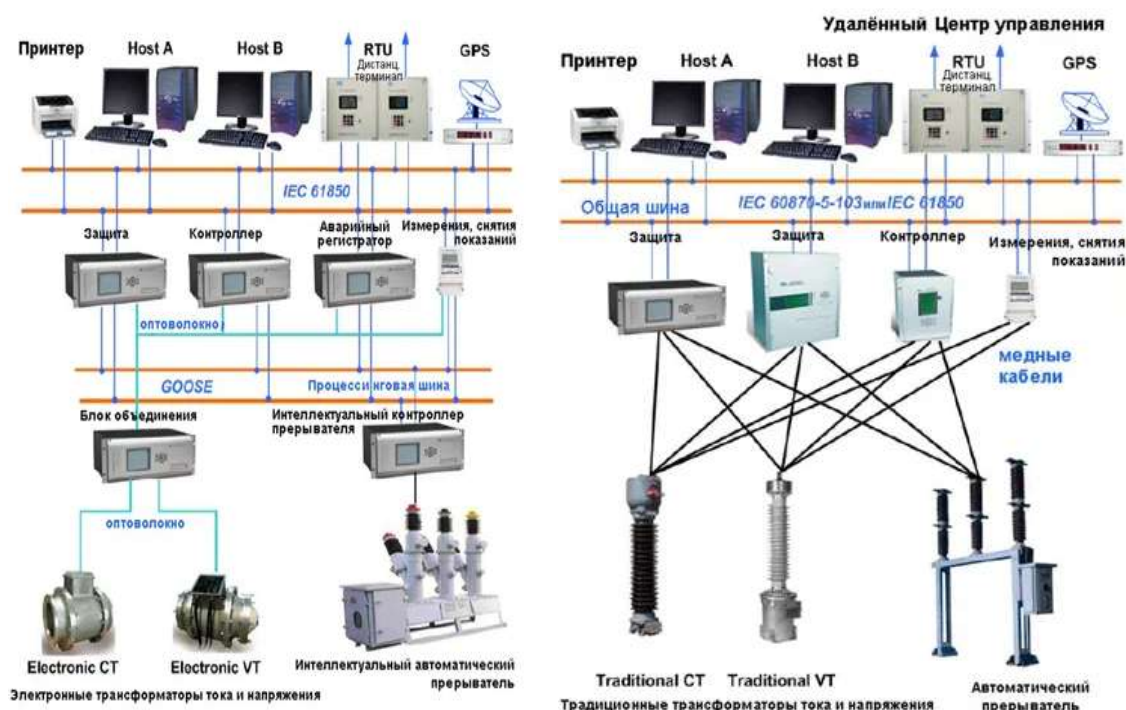 Принтер
Host A
Host B
RTU
Дистанц.
терминал
GPS
IEC 61850
Защита
Контроллер
Аварийный
регистратор
Измерения, снятия
показаний
оптоволокно
GOOSE
Процессинговая шина
Блок объединения
Интеллектуальный контроллер
прерывателя
оптоволокно
Electronic CT
Electronic VT
Интеллектуальный автоматический
прерыватель
Электронные трансформаторы тока и напряжения
Удалённый Центр управления
Принтер
Host A
Host B
RTU
Дистанц.
терминал
GPS
Общая шина
IEC 60870-5-103 или IEC 61850
Защита
Защита
Контроллер
Измерения, снятия
показаний
медные
кабели
Traditional CT
Traditional VT
Традиционные трансформаторы тока и напряжения
Автоматический
прерыватель